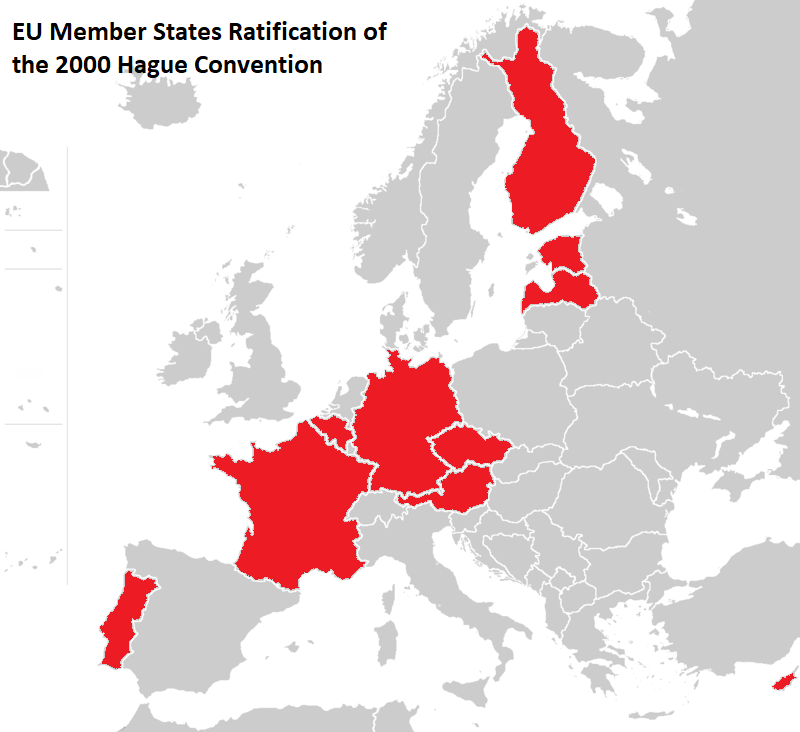 EU Member States Ratification of
the 2000 Hague Convention